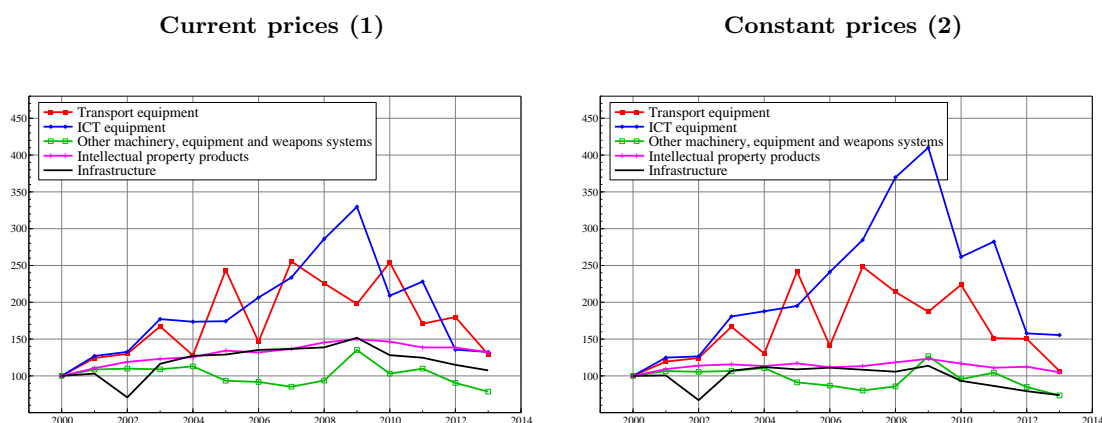 Current prices (1)
Constant prices (2)
450
400
350
300
250
200
150
100
2000
2002
2004
2006
2008
2010
2012
2014
Transport equipment
ICT equipment
Other machinery, equipment and weapons systems
Intellectual property products
Infrastructure
450
400
350
300
250
200
150
100
2000
2002
2004
2006
2008
2010
2012
2014
Transport equipment
ICT equipment
Other machinery, equipment and weapons systems
Intellectual property products
Infrastructure